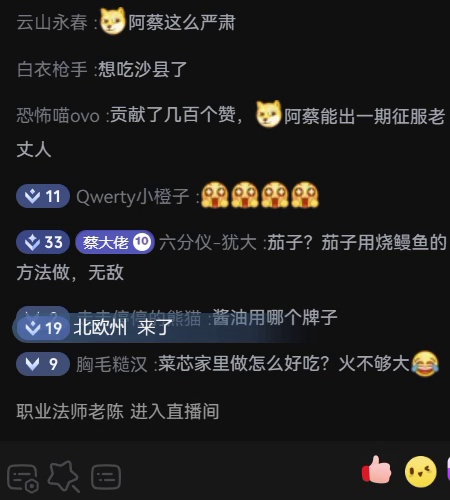 云山永春 :阿蔡这么严肃
白衣枪手 :想吃沙县了
恐怖喵ovo :贡献了几百个赞，阿蔡能出一期征服老
丈人
11 Qwerty小橙子 :
33 蔡大佬 10 六分仪-犹大 :茄子？茄子用烧鳗鱼的
方法做，无敌
的熊猫 :酱油用哪个牌子
19 北欧州 来了
9 胸毛糙汉 :菜芯家里做怎么好吃？火不够大
职业法师老陈 进入直播间